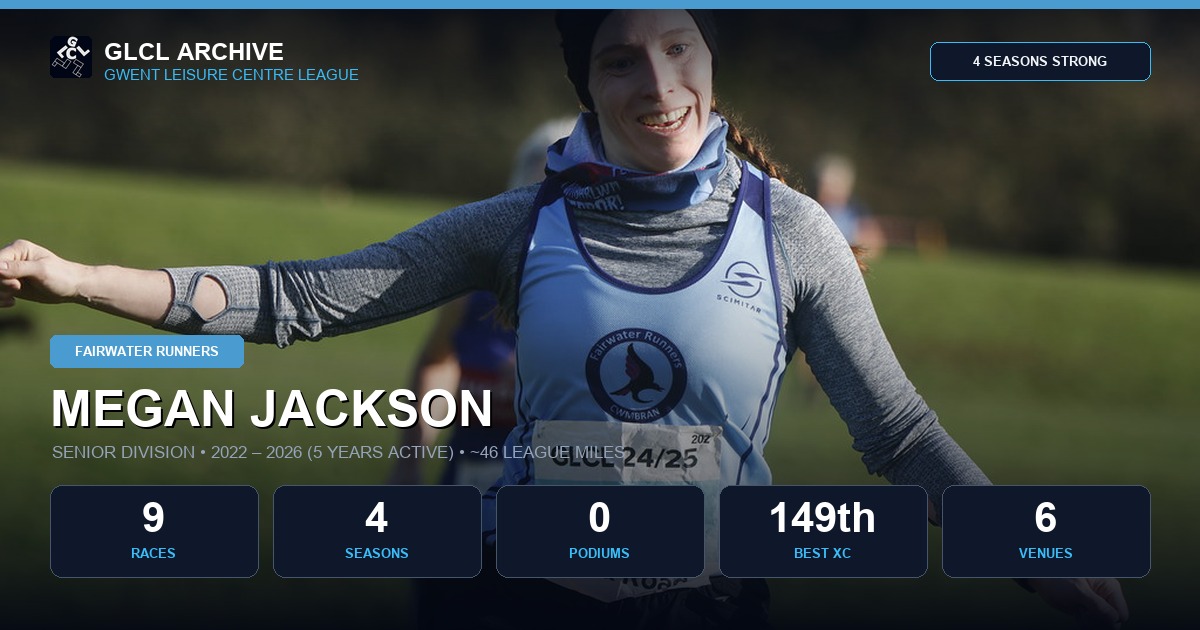 GC
GLCL ARCHIVE
GWENT LEISURE CENTRE LEAGUE
4 SEASONS STRONG
SCIMITAR
Fairwater Runners
CWMBRAN
FAIRWATER RUNNERS
MEGAN JACKSON
SENIOR DIVISION • 2022 – 2026 (5 YEARS ACTIVE) • ~46 LEAGUE MILES
202
GLCL 24/25
9
RACES
4
SEASONS
0
PODIUMS
149th
BEST XC
6
VENUES